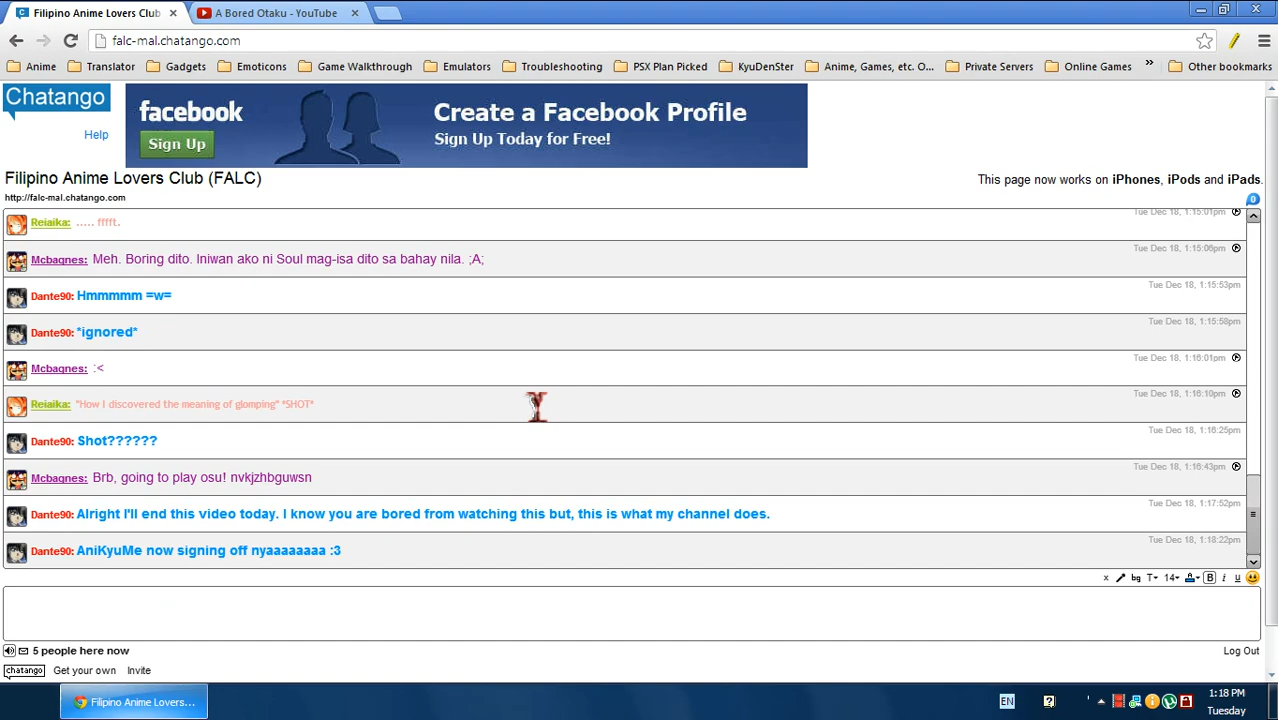 Filipino Anime Lovers Club
A Bored Otaku - YouTube
falc-mal.chatango.com
Anime
Translator
Gadgets
Emoticons
Game Walkthrough
Emulators
Troubleshooting
PSX Plan Picked
KyuDenSter
Anime, Games, etc. O...
Private Servers
Online Games
»
Other bookmarks
Chatango
Help
facebook
Sign Up
Create a Facebook Profile
Sign Up Today for Free!
Filipino Anime Lovers Club (FALC)
This page now works on iPhones, iPods and iPads.
http://falc-mal.chatango.com
0
Tue Dec 18, 1:15:01pm
Reiaika: ..... fffft.
Tue Dec 18, 1:15:06pm
Mcbagnes: Meh. Boring dito. Iniwan ako ni Soul mag-isa dito sa bahay nila. ;A;
Tue Dec 18, 1:15:53pm
Dante90: Hmmmmm =w=
Tue Dec 18, 1:15:58pm
Dante90: *ignored*
Tue Dec 18, 1:16:01pm
Mcbagnes: :<
Tue Dec 18, 1:16:10pm
Reiaika: "How I discovered the meaning of glomping" *SHOT*
Tue Dec 18, 1:16:25pm
Dante90: Shot??????
Tue Dec 18, 1:16:43pm
Mcbagnes: Brb, going to play osu! nvkjzhbguwsn
Tue Dec 18, 1:17:52pm
Dante90: Alright I'll end this video today. I know you are bored from watching this but, this is what my channel does.
Tue Dec 18, 1:18:22pm
Dante90: AniKyuMe now signing off nyaaaaaaaa :3
x bg T 14 A B i u
5 people here now
Log Out
chatango Get your own Invite
Filipino Anime Lovers...
EN
1:18 PM
Tuesday